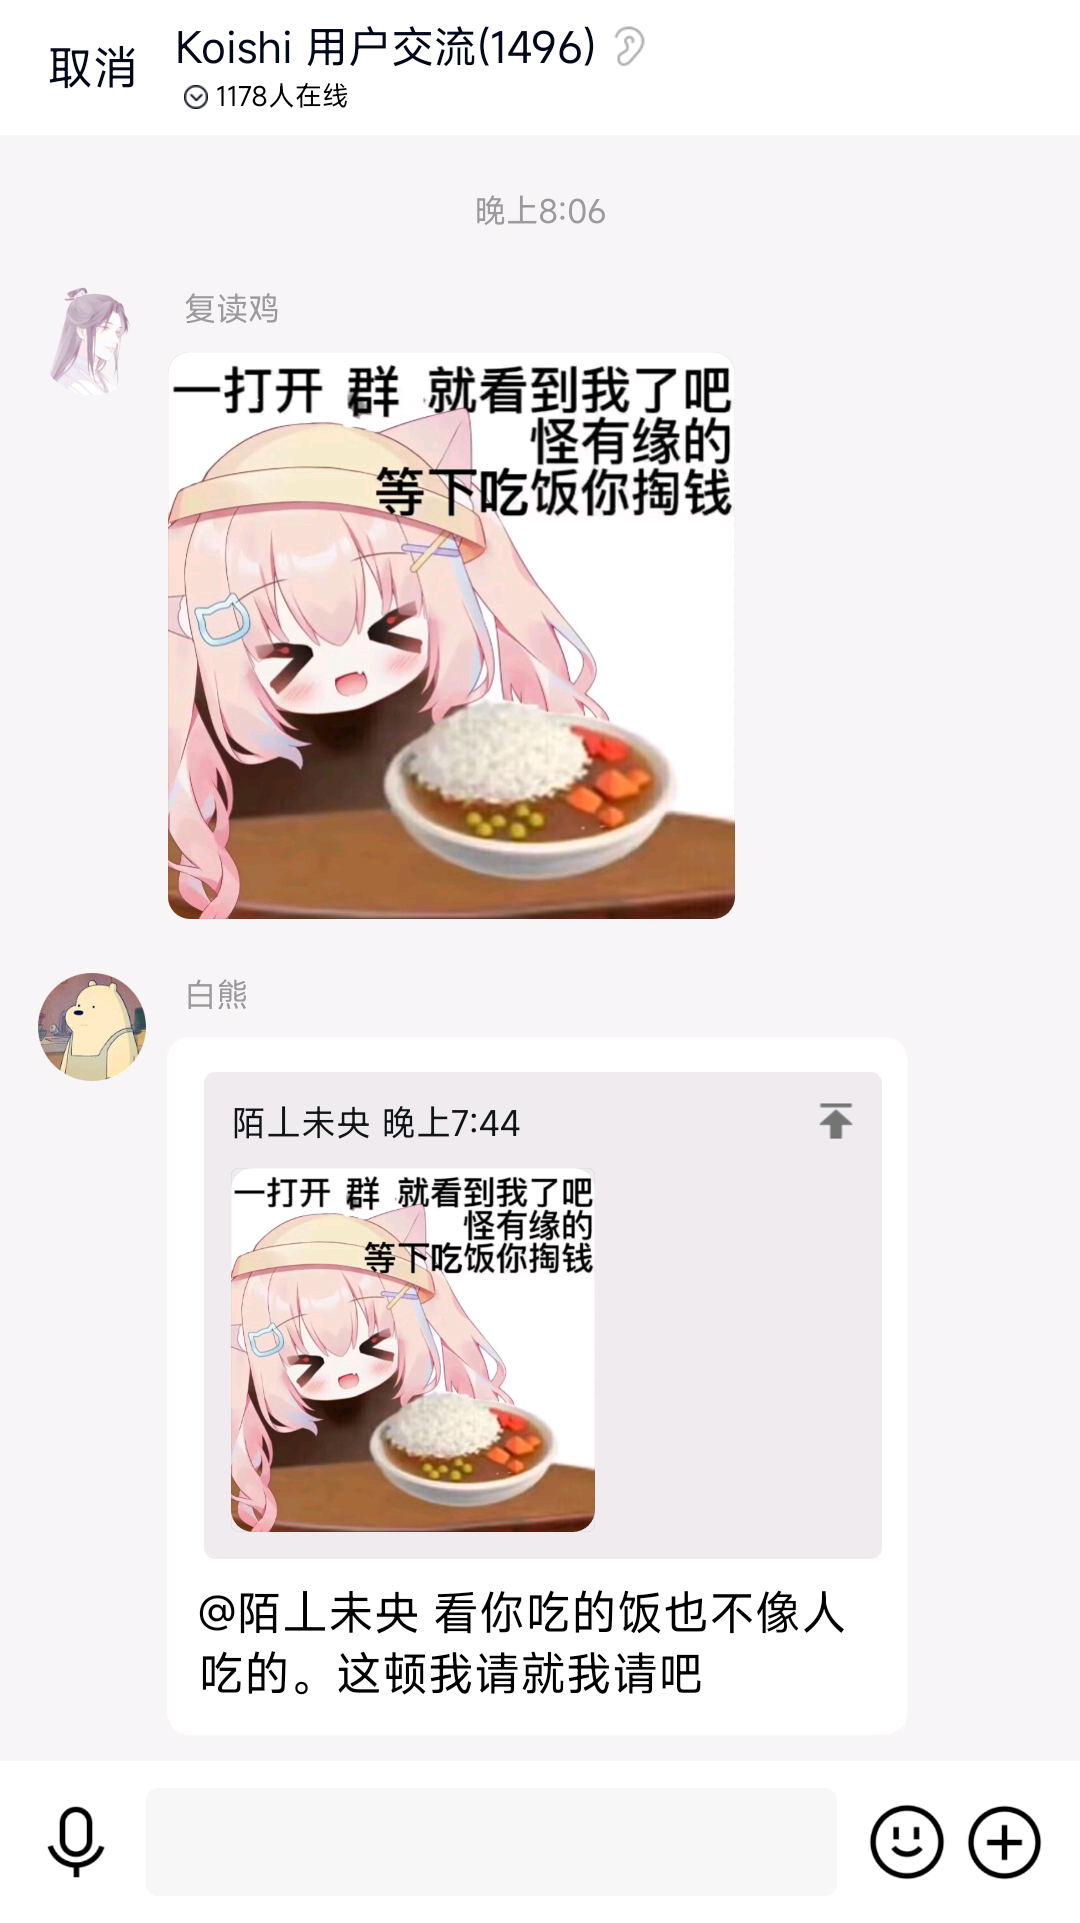 取消
Koishi 用户交流(1496)
1178人在线
晚上8:06
复读鸡
一打开 群 就看到我了吧
怪有缘的
等下吃饭你掏钱
白熊
陌丄未央 晚上7:44
一打开 群 就看到我了吧
怪有缘的
等下吃饭你掏钱
@陌丄未央 看你吃的饭也不像人
吃的。这顿我请就我请吧